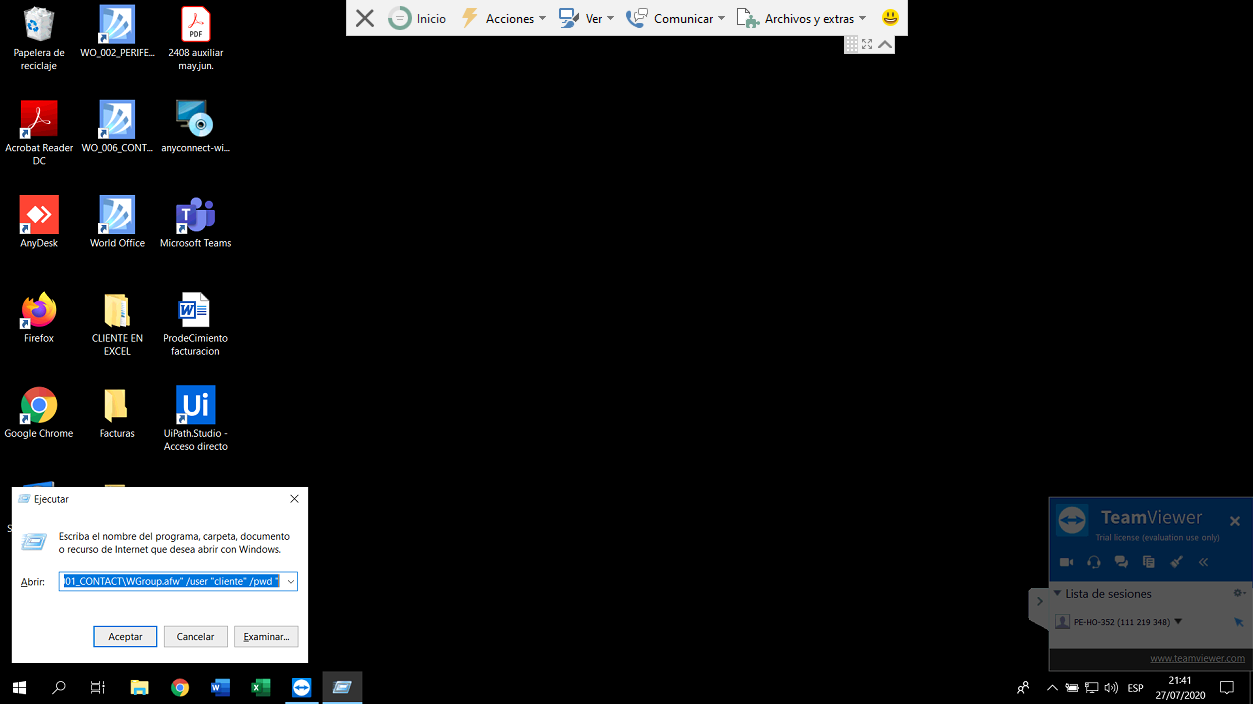 Inicio
Acciones
Ver
Comunicar
Archivos y extras
Papelera de
reciclaje
WO_002_PERIFE...
2408 auxiliar
may.jun.
PDF
Acrobat Reader
DC
WO_006_CONT...
anyconnect-wi...
AnyDesk
World Office
Microsoft Teams
Firefox
CLIENTE EN
EXCEL
ProdeCimiento
facturacion
Google Chrome
Facturas
Ui
UiPath.Studio -
Acceso directo
Ejecutar
Escriba el nombre del programa, carpeta, documento
o recurso de Internet que desea abrir con Windows.
Abrir:
01_CONTACT\WGroup.afw" /user "cliente" /pwd "
Aceptar
Cancelar
Examinar...
TeamViewer
Trial license (evaluation use only)
Lista de sesiones
PE-HO-352 (111 219 348)
www.teamviewer.com
ESP
21:41
27/07/2020